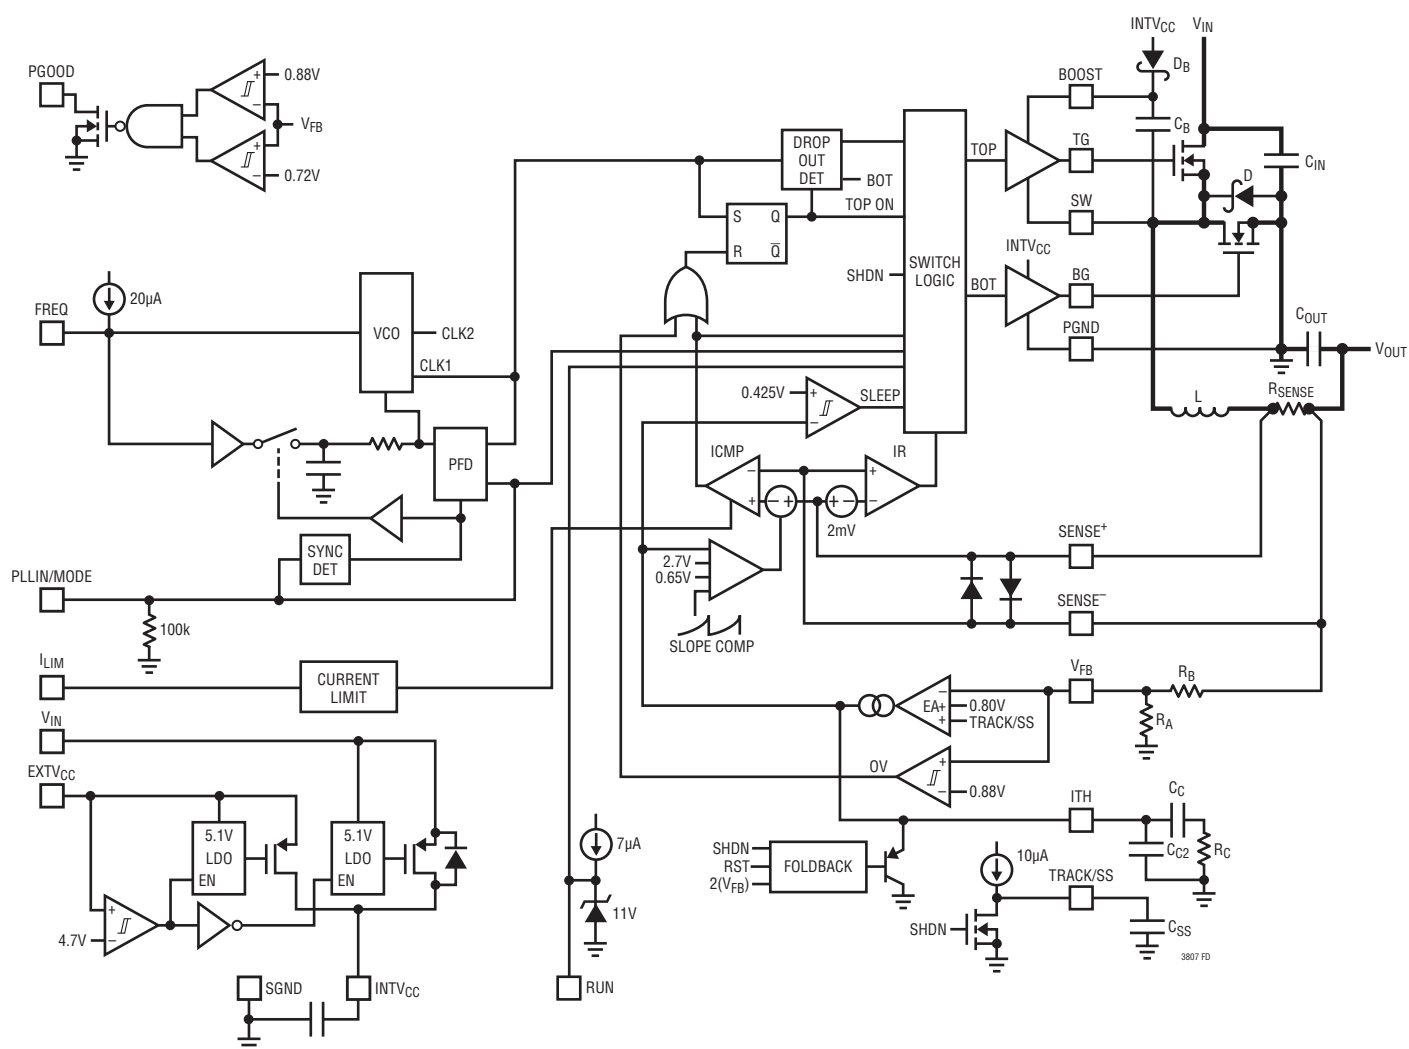 INTVCC
VIN
PGOOD
0.88V
BOOST
DB
VFB
DROP
OUT
DET
CB
TG
TOP
CIN
0.72V
BOT
D
S
Q
TOP ON
SW
R
Q̅
INTVCC
SWITCH
LOGIC
SHDN
BOT
BG
20µA
FREQ
VCO
CLK2
PGND
COUT
VOUT
CLK1
0.425V
SLEEP
L
RSENSE
ICMP
IR
PFD
2mV
SENSE+
SYNC
DET
2.7V
0.65V
PLLIN/MODE
SENSE–
100k
SLOPE COMP
ILIM
CURRENT
LIMIT
VFB
RB
EA
0.80V
TRACK/SS
RA
VIN
OV
EXTVCC
0.88V
ITH
CC
5.1V
LDO
EN
5.1V
LDO
EN
7µA
SHDN
RST
2(VFB)
FOLDBACK
10µA
CC2
RC
TRACK/SS
11V
4.7V
SHDN
CSS
3807 FD
SGND
INTVCC
RUN